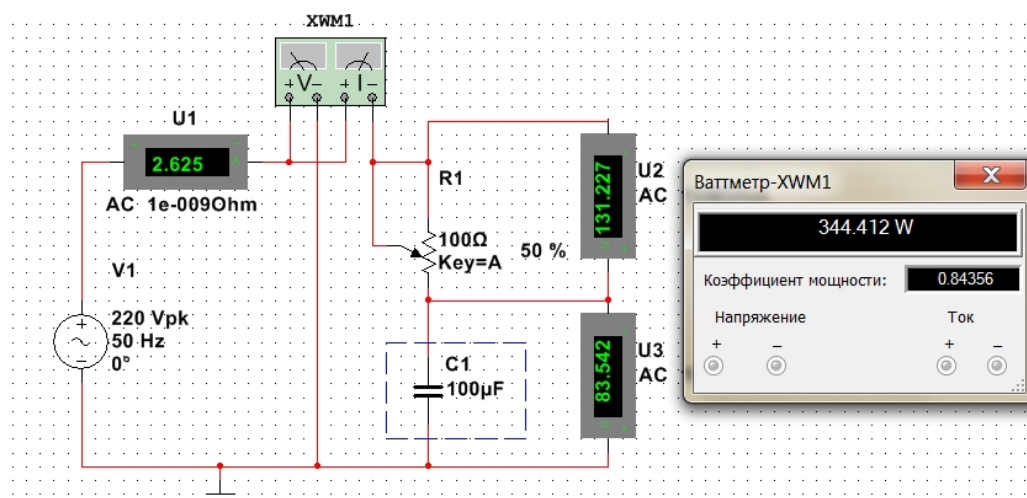 XWM1
V
I
U1
2.625
AC 1e-009Ohm
R1
100Ω
Key=A
50 %
131.227
U2
AC
V1
220 Vpk
50 Hz
0°
C1
100µF
83.542
U3
AC
Ваттметр-XWM1
344.412 W
Коэффициент мощности: 0.84356
Напряжение Ток
+ − + −